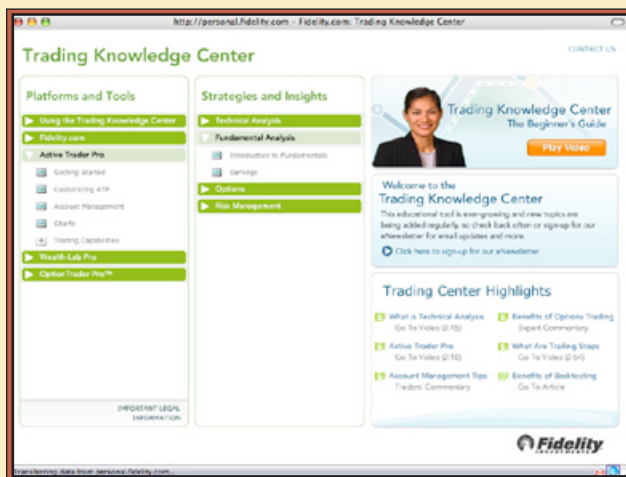 http://personal.fidelity.com – Fidelity.com: Trading Knowledge Center
Trading Knowledge Center
CONTACT US
Platforms and Tools
Using the Trading Knowledge Center
Fidelity.com
Active Trader Pro
Getting Started
Customizing ATP
Account Management
Charts
Trading Capabilities
Wealth-Lab Pro
OptionTrader Pro™
IMPORTANT LEGAL
INFORMATION
Strategies and Insights
Technical Analysis
Fundamental Analysis
Introduction to Fundamentals
Earnings
Options
Risk Management
Trading Knowledge Center
The Beginner's Guide
Play Video
Welcome to the
Trading Knowledge Center
This educational tool is ever-growing and new topics are
being added regularly, so check back often or sign-up for our
eNewsletter for email updates and more.
Click here to sign-up for our eNewsletter
Trading Center Highlights
What is Technical Analysis
Go To Video (3:15)
Benefits of Options Trading
Expert Commentary
Active Trader Pro
Go To Video (2:18)
What Are Trailing Stops
Go To Video (2:54)
Account Management Tips
Traders' Commentary
Benefits of Backtesting
Go To Article
Fidelity
INVESTMENTS
Transferring data from personal.fidelity.com...